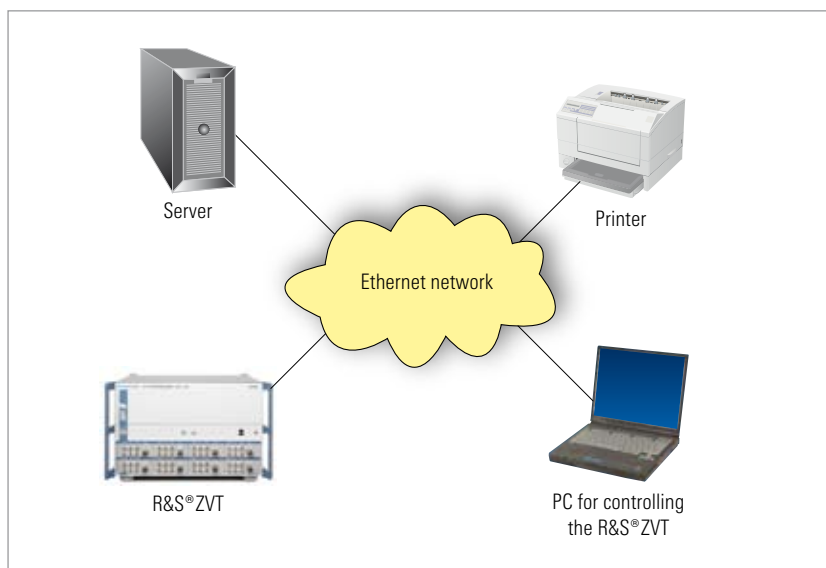 Server
Printer
Ethernet network
R&S®ZVT
PC for controlling
the R&S®ZVT